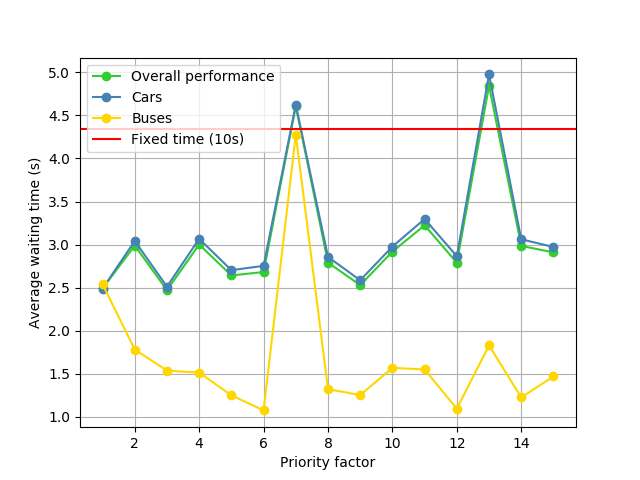 Overall performance
Cars
Buses
Fixed time (10s)
Average waiting time (s)
5.0
4.5
4.0
3.5
3.0
2.5
2.0
1.5
1.0
2 4 6 8 10 12 14
Priority factor